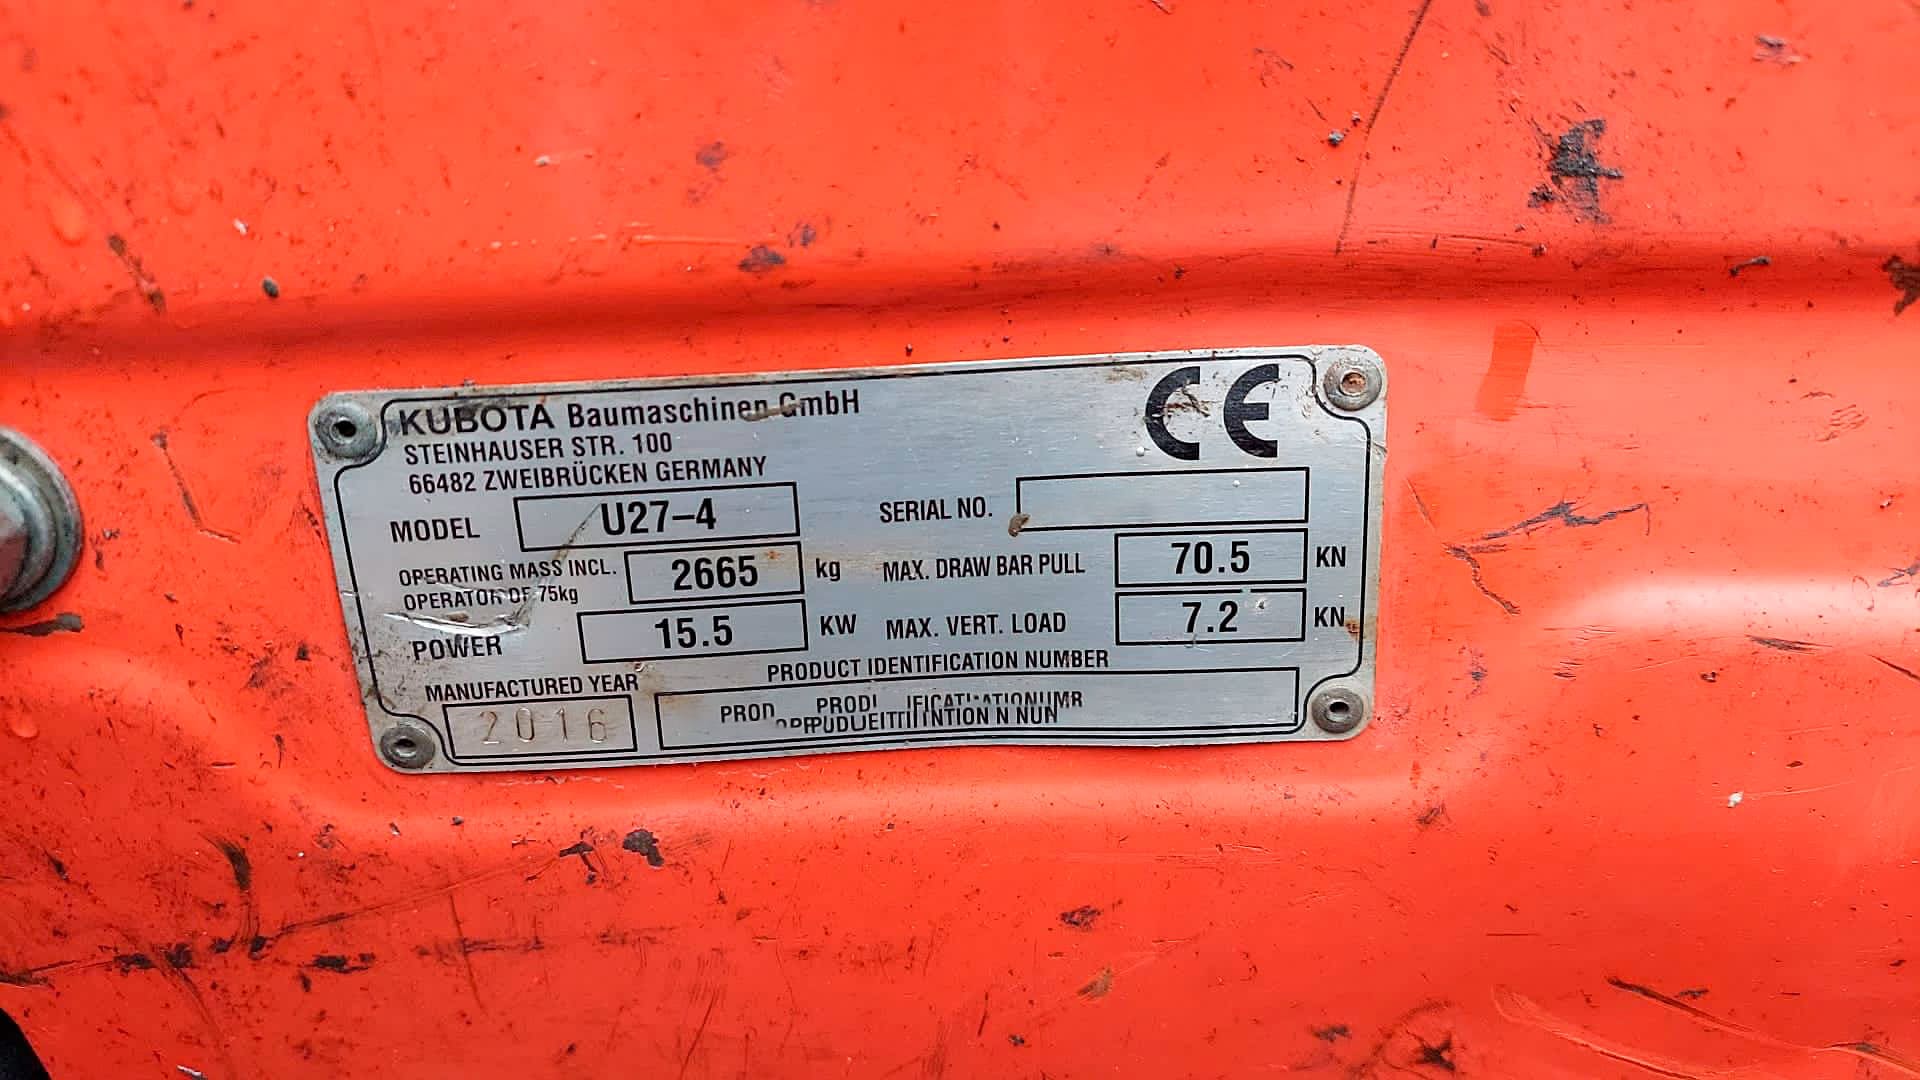 KUBOTA Baumaschinen GmbH
STEINHAUSER STR. 100
66482 ZWEIBRÜCKEN GERMANY
CE
MODEL U27-4
SERIAL NO.
OPERATING MASS INCL. OPERATOR OF 75kg 2665 kg
MAX. DRAW BAR PULL 70.5 KN
POWER 15.5 KW
MAX. VERT. LOAD 7.2 KN
PRODUCT IDENTIFICATION NUMBER
MANUFACTURED YEAR
2016